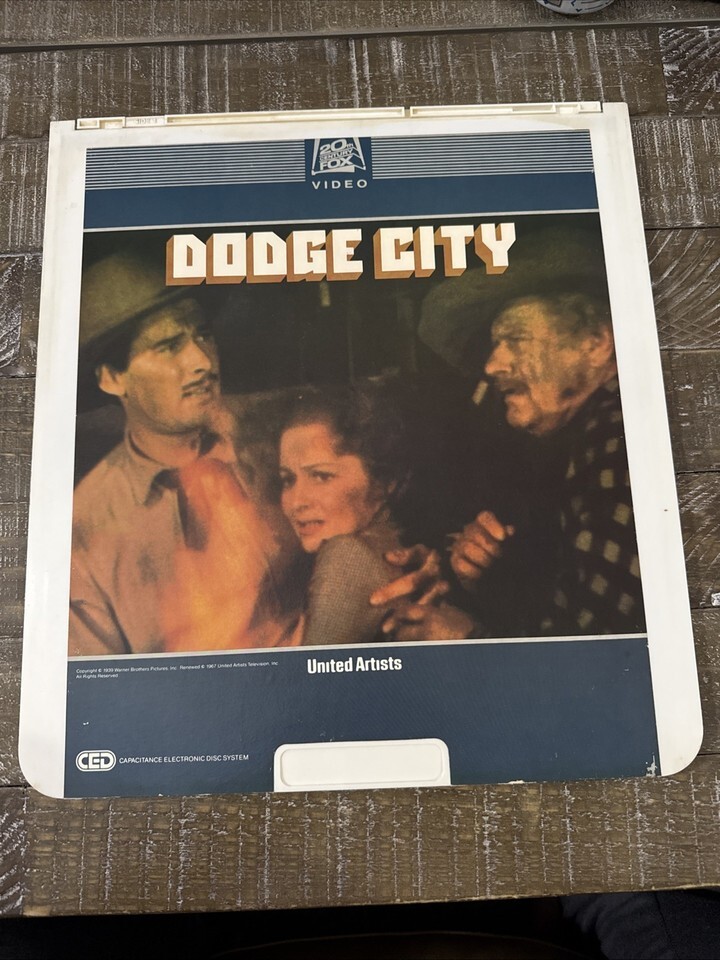 20th
CENTURY
FOX
VIDEO
DODGE CITY
Copyright © 1939 Warner Brothers Pictures, Inc. Renewed © 1967 United Artists Television, Inc.
All Rights Reserved
United Artists
CED CAPACITANCE ELECTRONIC DISC SYSTEM